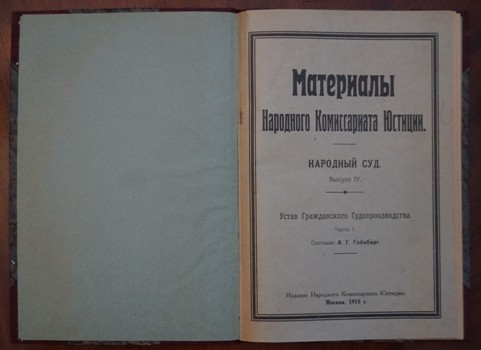 Материалы
Народного Комиссариата Юстиции.
НАРОДНЫЙ СУД.
Выпуск IV.
Устав Гражданского Судопроизводства.
Часть I.
Составил А. Г. Гойхбарг
Издание Народного Комиссариата Юстиции.
Москва. 1918 г.